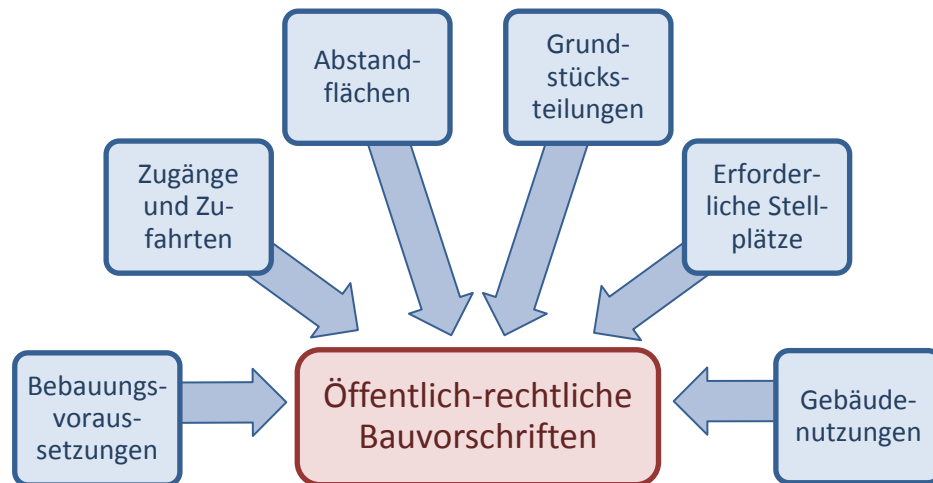 Abstand-
flächen
Grund-
stücks-
teilungen
Zugänge
und Zu-
fahrten
Erforder-
liche Stell-
plätze
Bebauungs-
voraus-
setzungen
Öffentlich-rechtliche
Bauvorschriften
Gebäude-
nutzungen